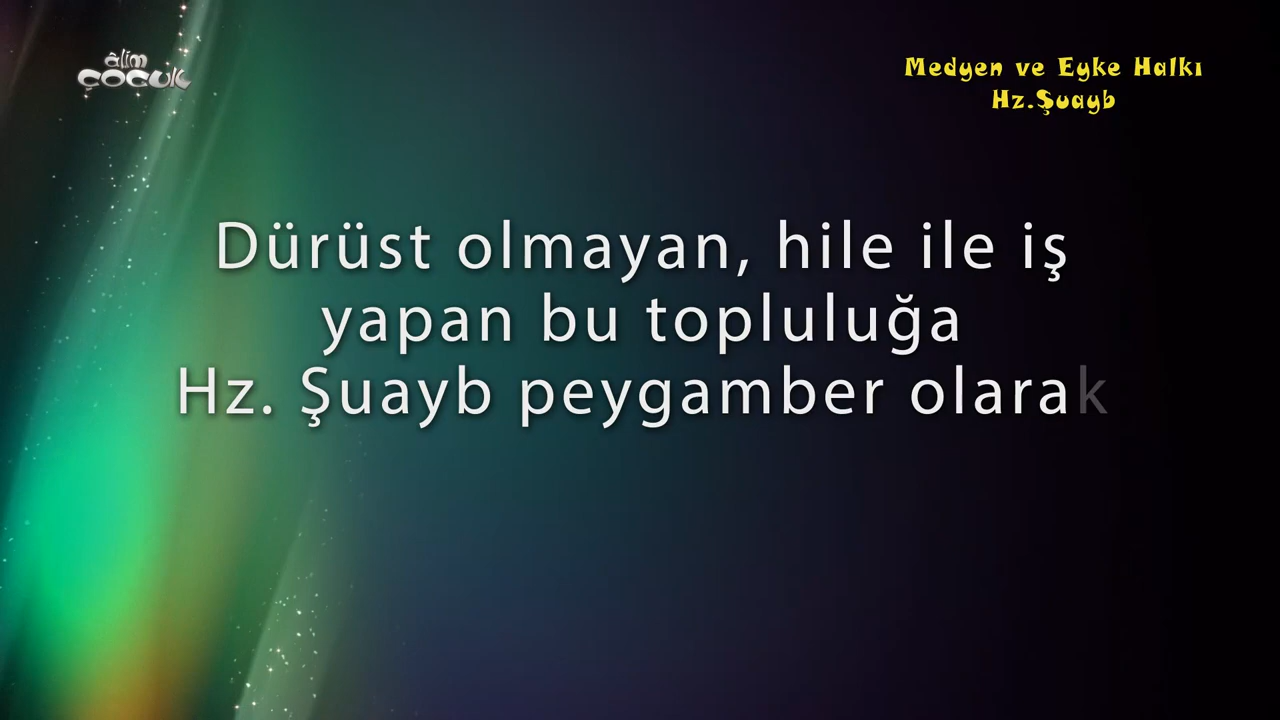 âlim
ÇOCUK
Medyen ve Eyke Halkı
Hz.Şuayb
Dürüst olmayan, hile ile iş
yapan bu topluluğa
Hz. Şuayb peygamber olarak